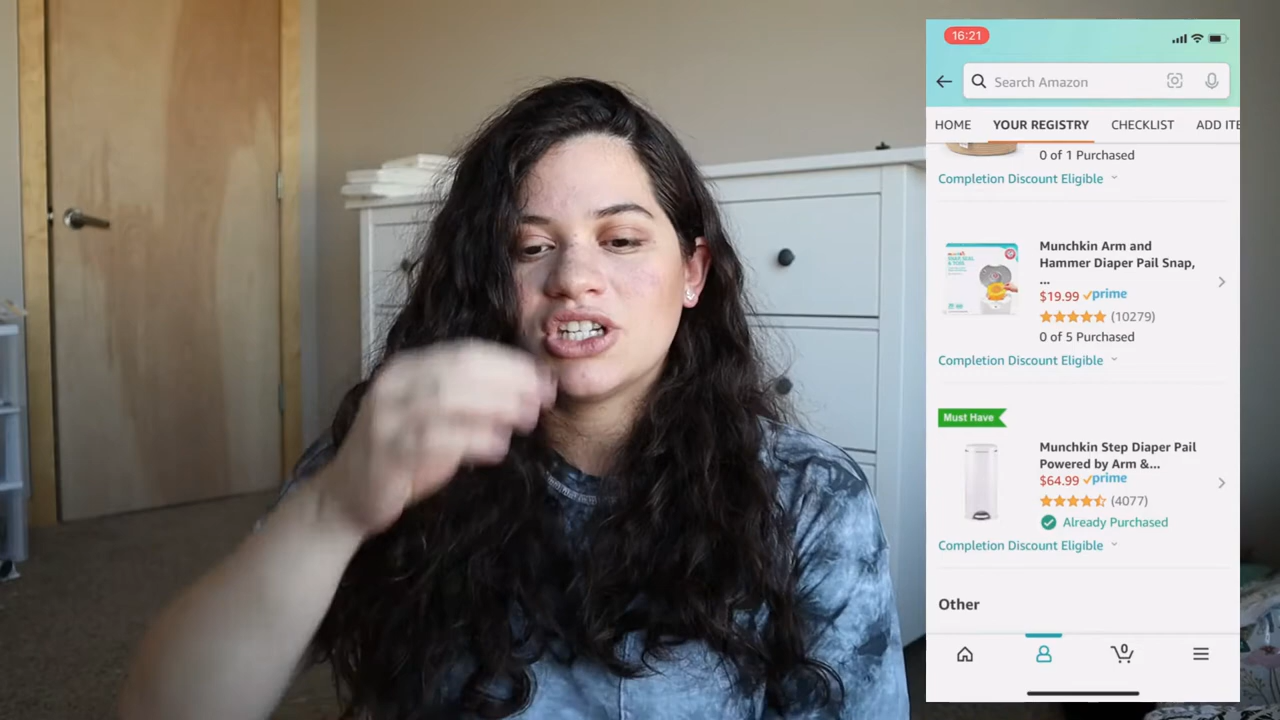 16:21
Search Amazon
HOME YOUR REGISTRY CHECKLIST ADD ITE
0 of 1 Purchased
Completion Discount Eligible
Munchkin Arm and
Hammer Diaper Pail Snap,
...
$19.99 prime
(10279)
0 of 5 Purchased
Completion Discount Eligible
Must Have
Munchkin Step Diaper Pail
Powered by Arm &...
$64.99 prime
(4077)
Already Purchased
Completion Discount Eligible
Other
0